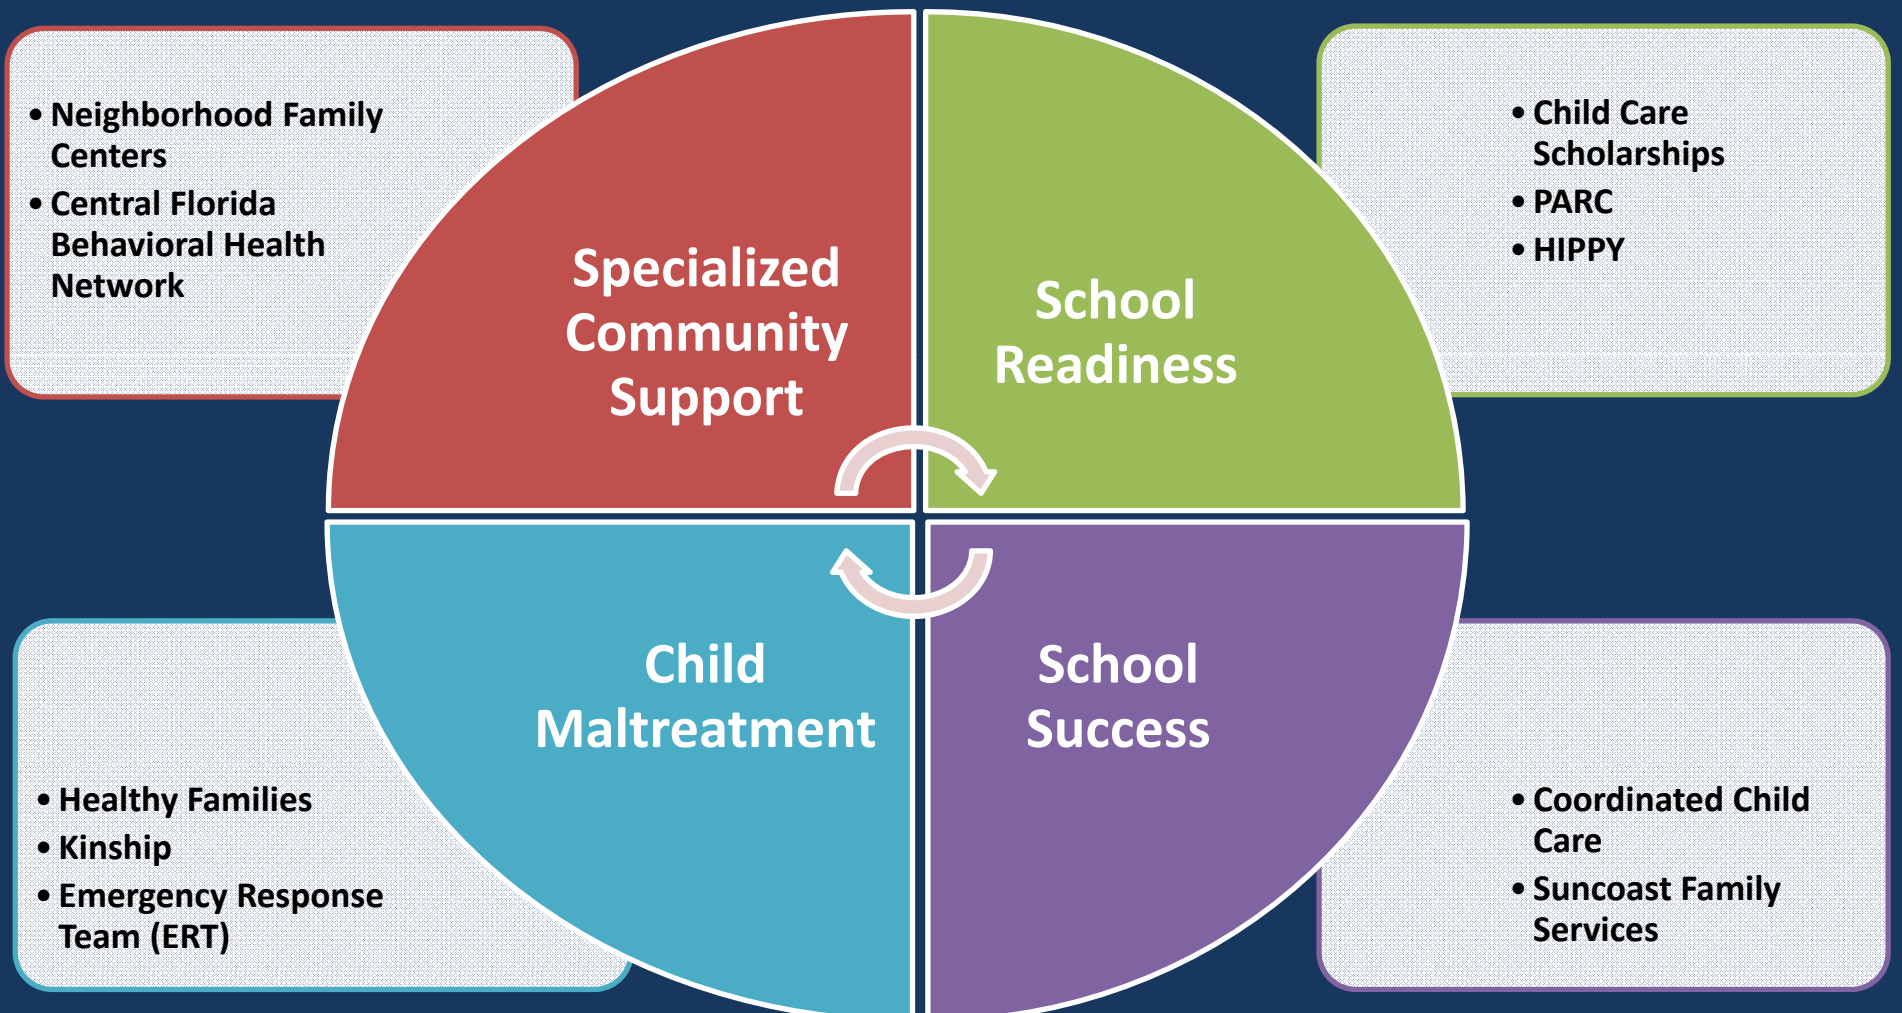 • Neighborhood Family
Centers
• Central Florida
Behavioral Health
Network
Specialized
Community
Support
School
Readiness
• Child Care
Scholarships
• PARC
• HIPPY
• Healthy Families
• Kinship
• Emergency Response
Team (ERT)
Child
Maltreatment
School
Success
• Coordinated Child
Care
• Suncoast Family
Services